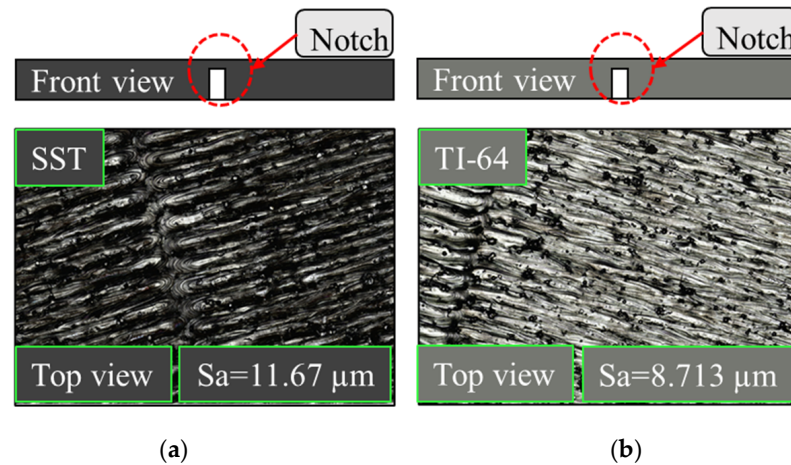 Notch
Front view
SST
Top view
Sa=11.67 µm
(a)
Notch
Front view
TI-64
Top view
Sa=8.713 µm
(b)